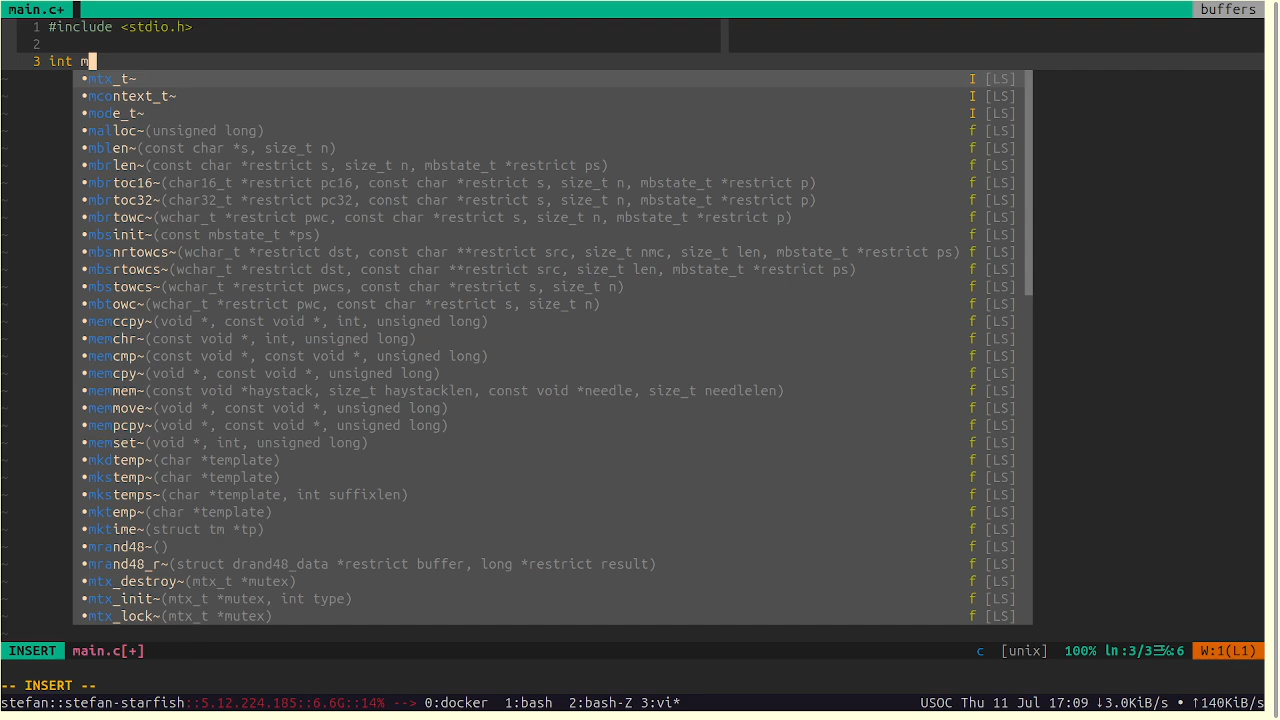 main.c+ buffers
1 #include <stdio.h>
2
3 int m
~ •mtx_t~ I [LS]
~ •mcontext_t~ I [LS]
~ •mode_t~ I [LS]
~ •malloc~(unsigned long) f [LS]
~ •mblen~(const char *s, size_t n) f [LS]
~ •mbrlen~(const char *restrict s, size_t n, mbstate_t *restrict ps) f [LS]
~ •mbrtoc16~(char16_t *restrict pc16, const char *restrict s, size_t n, mbstate_t *restrict p) f [LS]
~ •mbrtoc32~(char32_t *restrict pc32, const char *restrict s, size_t n, mbstate_t *restrict p) f [LS]
~ •mbrtowc~(wchar_t *restrict pwc, const char *restrict s, size_t n, mbstate_t *restrict p) f [LS]
~ •mbsinit~(const mbstate_t *ps) f [LS]
~ •mbsnrtowcs~(wchar_t *restrict dst, const char **restrict src, size_t nmc, size_t len, mbstate_t *restrict ps) f [LS]
~ •mbsrtowcs~(wchar_t *restrict dst, const char **restrict src, size_t len, mbstate_t *restrict ps) f [LS]
~ •mbstowcs~(wchar_t *restrict pwcs, const char *restrict s, size_t n) f [LS]
~ •mbtowc~(wchar_t *restrict pwc, const char *restrict s, size_t n) f [LS]
~ •memccpy~(void *, const void *, int, unsigned long) f [LS]
~ •memchr~(const void *, int, unsigned long) f [LS]
~ •memcmp~(const void *, const void *, unsigned long) f [LS]
~ •memcpy~(void *, const void *, unsigned long) f [LS]
~ •memmem~(const void *haystack, size_t haystacklen, const void *needle, size_t needlelen) f [LS]
~ •memmove~(void *, const void *, unsigned long) f [LS]
~ •mempcpy~(void *, const void *, unsigned long) f [LS]
~ •memset~(void *, int, unsigned long) f [LS]
~ •mkdtemp~(char *template) f [LS]
~ •mkstemp~(char *template) f [LS]
~ •mkstemps~(char *template, int suffixlen) f [LS]
~ •mktemp~(char *template) f [LS]
~ •mktime~(struct tm *tp) f [LS]
~ •mrand48~() f [LS]
~ •mrand48_r~(struct drand48_data *restrict buffer, long *restrict result) f [LS]
~ •mtx_destroy~(mtx_t *mutex) f [LS]
~ •mtx_init~(mtx_t *mutex, int type) f [LS]
~ •mtx_lock~(mtx_t *mutex) f [LS]
~
INSERT main.c[+] c [unix] 100% ln:3/3☰℅:6 W:1(L1)
-- INSERT --
stefan::stefan-starfish::5.12.224.185::6.6G::14% --> 0:docker 1:bash 2:bash-Z 3:vi* USOC Thu 11 Jul 17:09 ↓3.0KiB/s • ↑140KiB/s